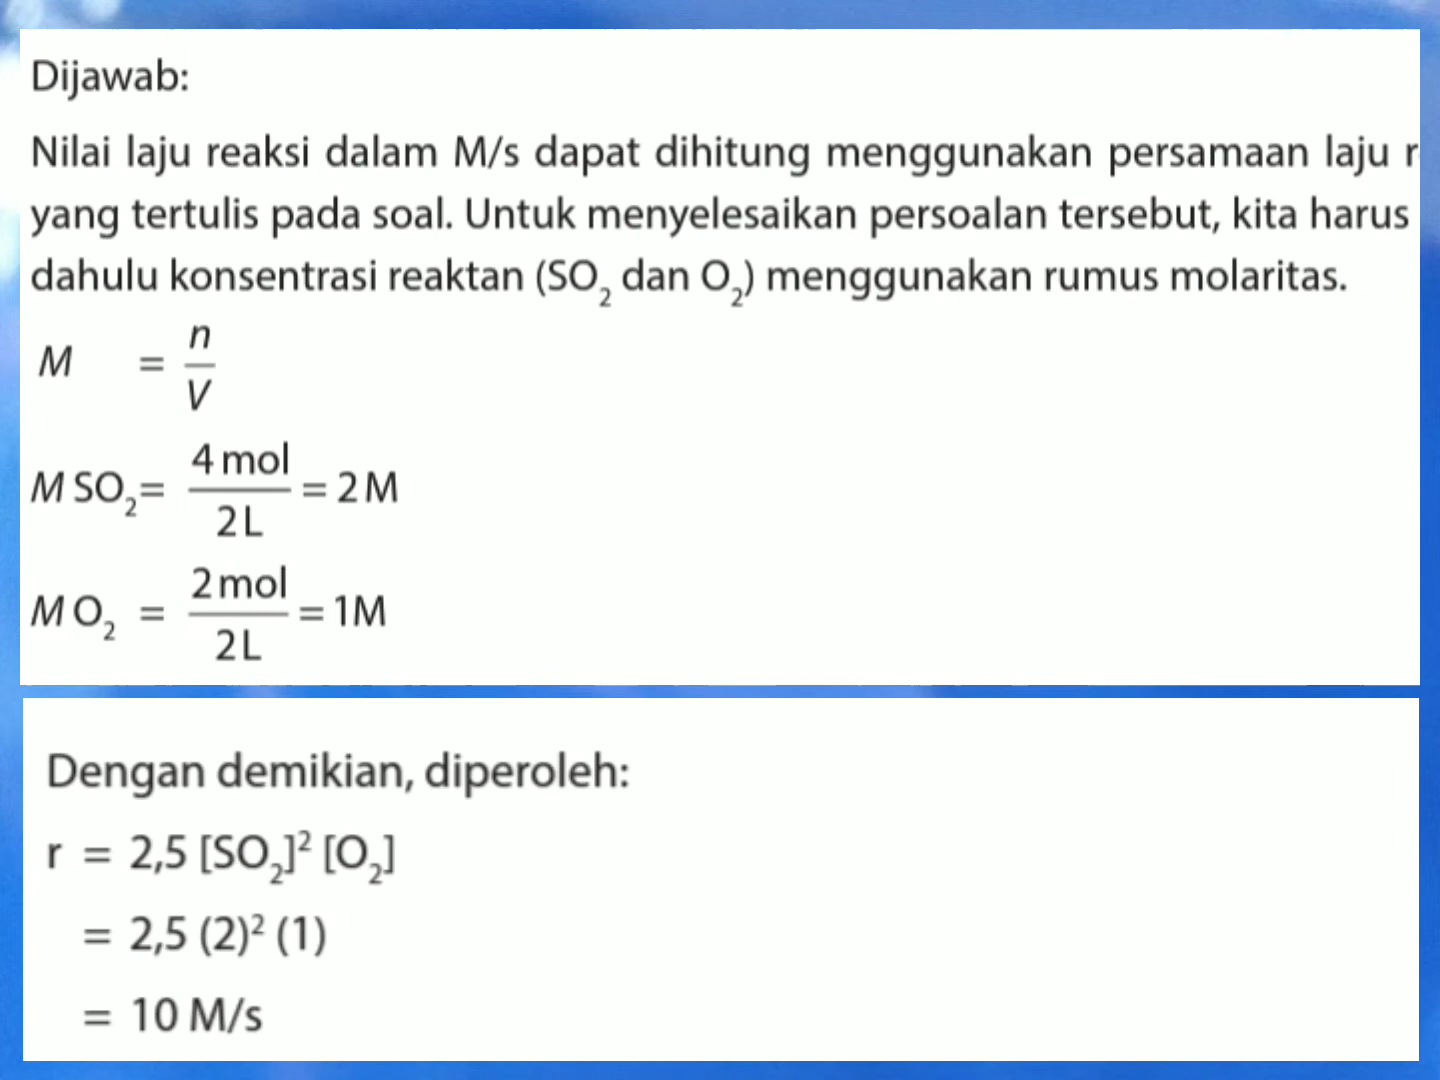 Dijawab:
Nilai laju reaksi dalam M/s dapat dihitung menggunakan persamaan laju r
yang tertulis pada soal. Untuk menyelesaikan persoalan tersebut, kita harus
dahulu konsentrasi reaktan (SO₂ dan O₂) menggunakan rumus molaritas.
M = n/V
M SO₂= 4 mol/2 L = 2 M
M O₂ = 2 mol/2 L = 1M
Dengan demikian, diperoleh:
r = 2,5 [SO₂]² [O₂]
= 2,5 (2)² (1)
= 10 M/s